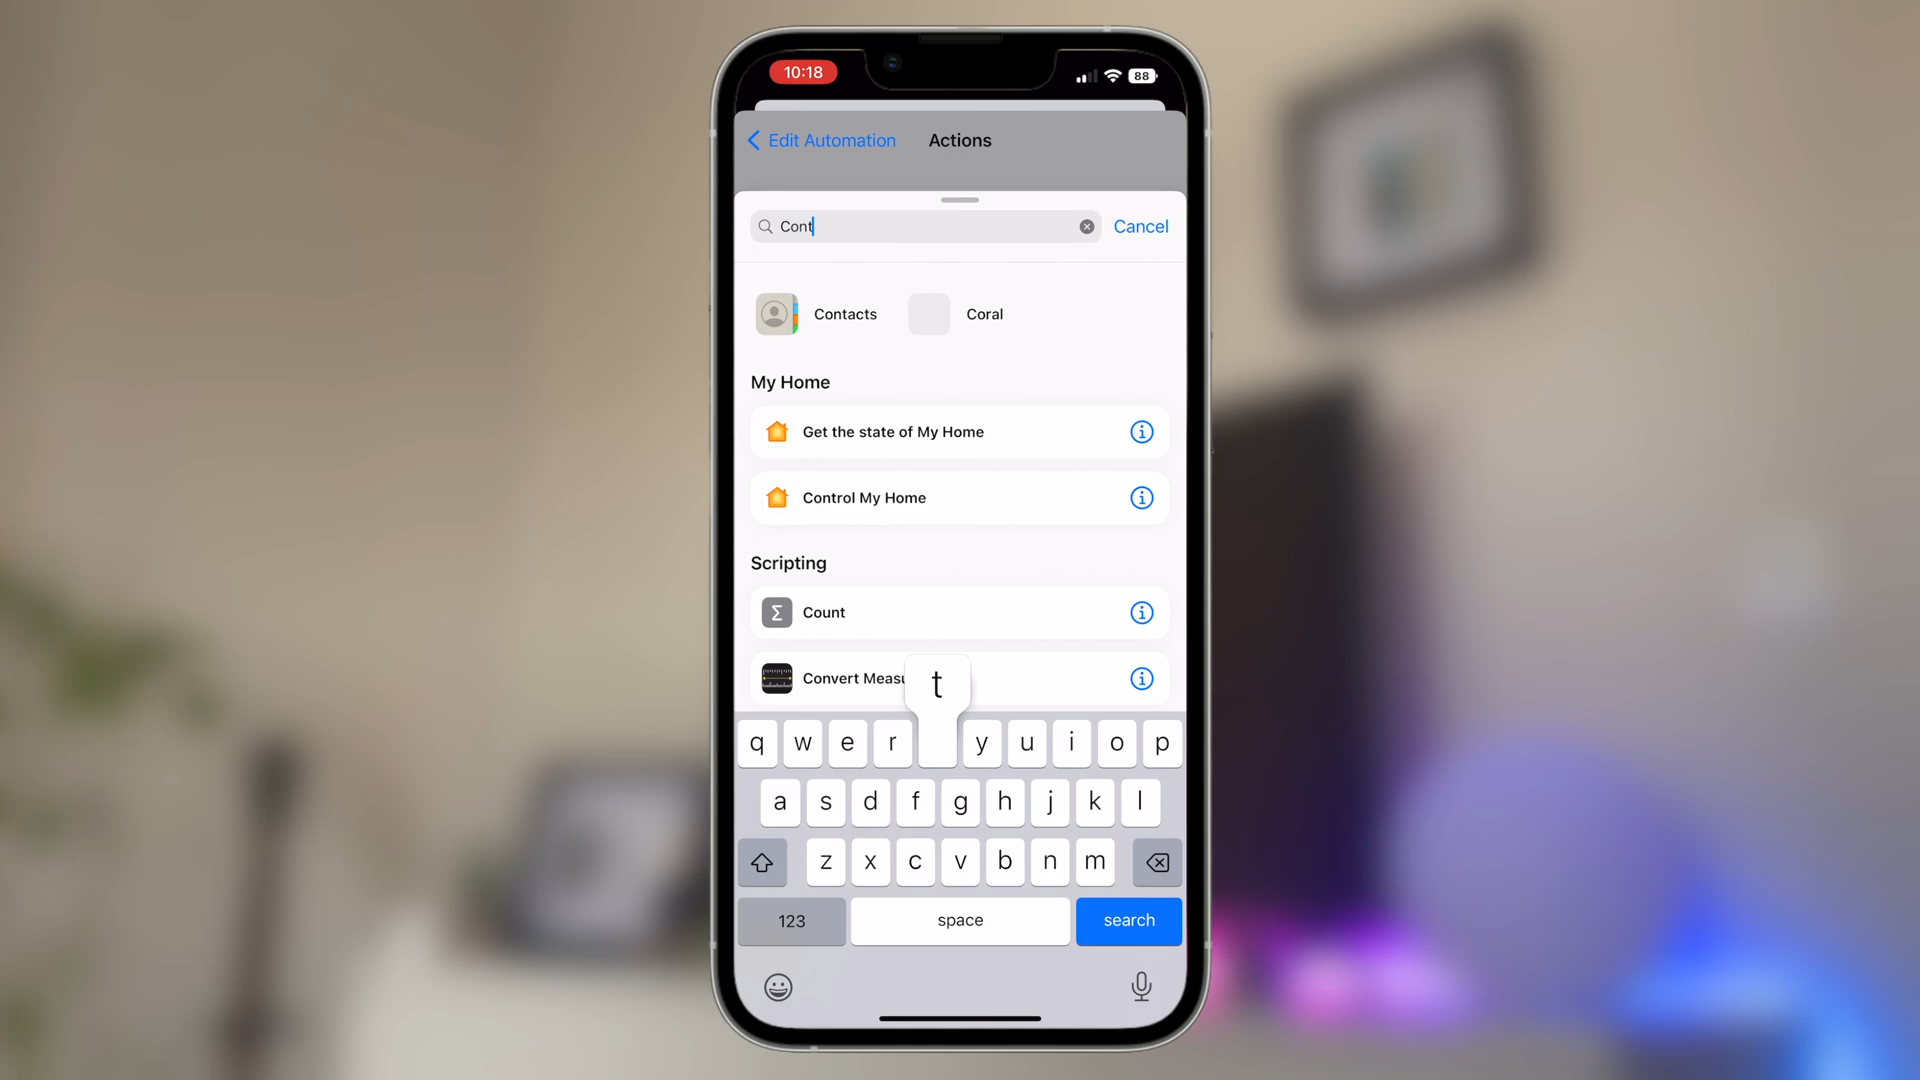 10:18
88
Edit Automation
Actions
Cont
Cancel
Contacts
Coral
My Home
Get the state of My Home
Control My Home
Scripting
Σ Count
Convert Measu
t
q w e r y u i o p
a s d f g h j k l
z x c v b n m
123 space search